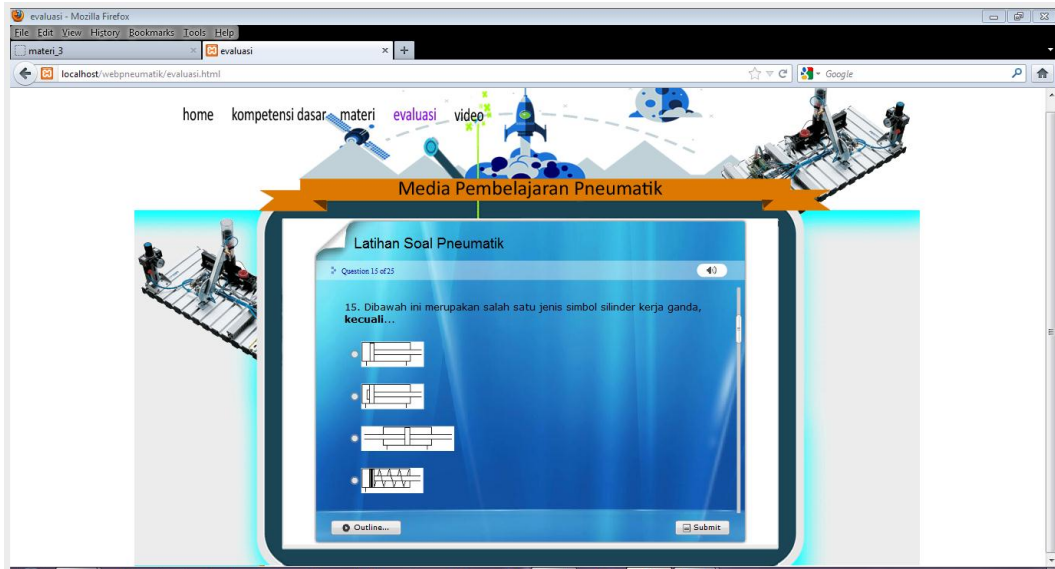 evaluasi - Mozilla Firefox
File Edit View History Bookmarks Tools Help
materi_3
evaluasi
localhost/webpneumatik/evaluasi.html
Google
home kompetensi dasar materi evaluasi video
Media Pembelajaran Pneumatik
Latihan Soal Pneumatik
Question 15 of 25
15. Dibawah ini merupakan salah satu jenis simbol silinder kerja ganda,
kecuali...
Outline...
Submit